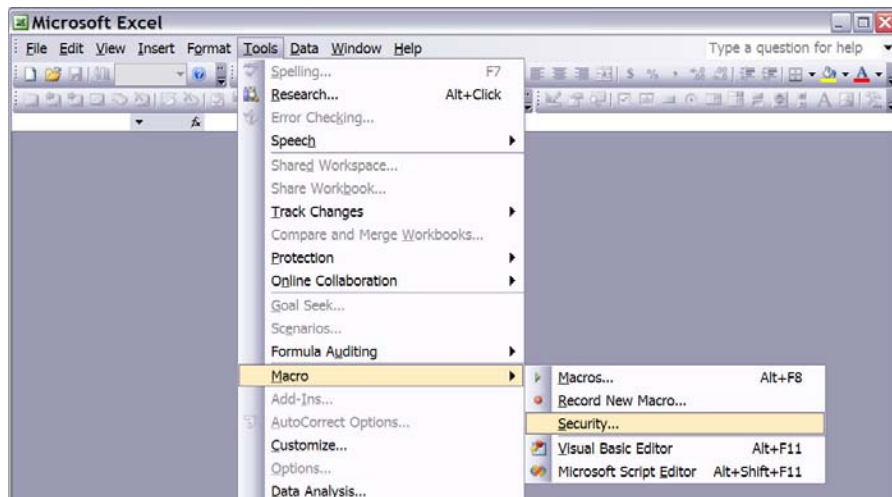 Microsoft Excel
File Edit View Insert Format Tools Data Window Help Type a question for help
Spelling... F7
Research... Alt+Click
Error Checking...
Speech
Shared Workspace...
Share Workbook...
Track Changes
Compare and Merge Workbooks...
Protection
Online Collaboration
Goal Seek...
Scenarios...
Formula Auditing
Macro
Add-Ins...
AutoCorrect Options...
Customize...
Options...
Data Analysis...
Macros... Alt+F8
Record New Macro...
Security...
Visual Basic Editor Alt+F11
Microsoft Script Editor Alt+Shift+F11